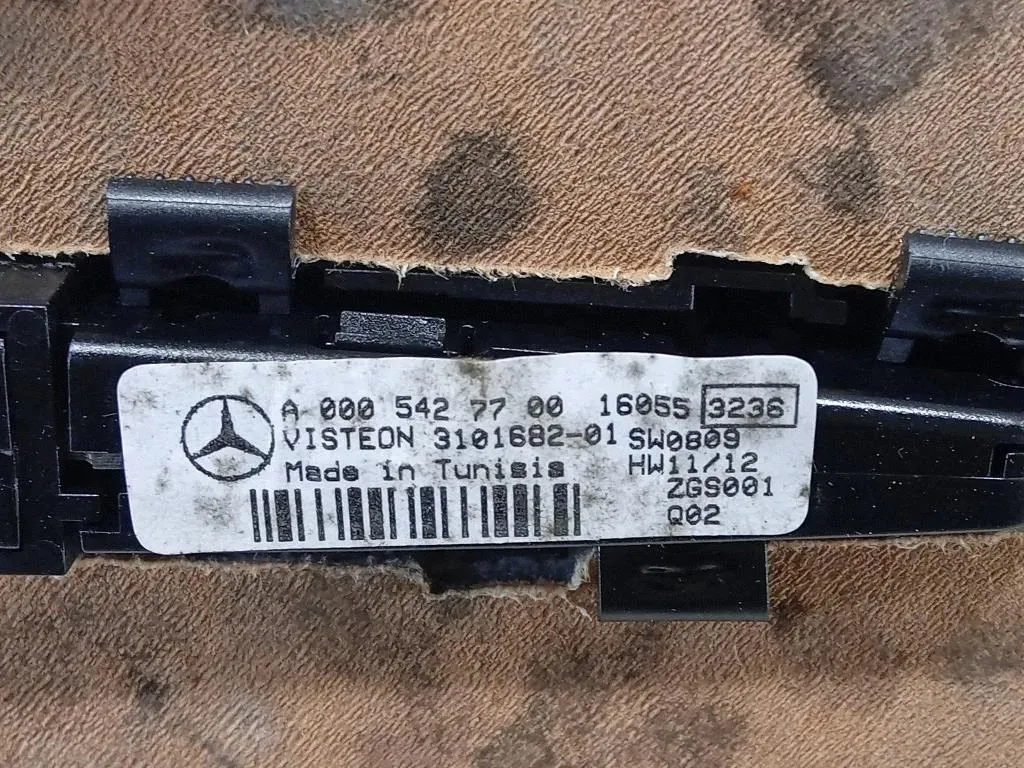 A 000 542 77 00 16055 3236
VISTEON 3101682-01 SW0809
Made in Tunisia HW11/12
ZGS001
Q02